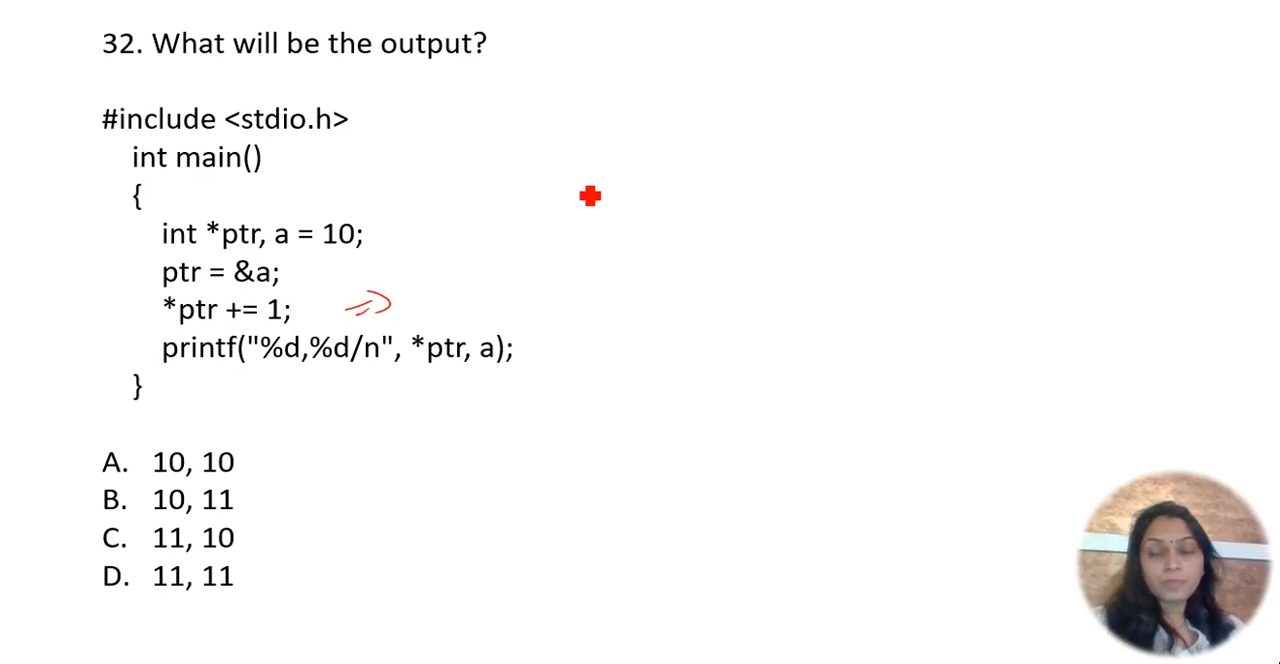 32. What will be the output?
#include <stdio.h>
int main()
{
int *ptr, a = 10;
ptr = &a;
*ptr += 1;
printf("%d,%d/n", *ptr, a);
}
A. 10, 10
B. 10, 11
C. 11, 10
D. 11, 11